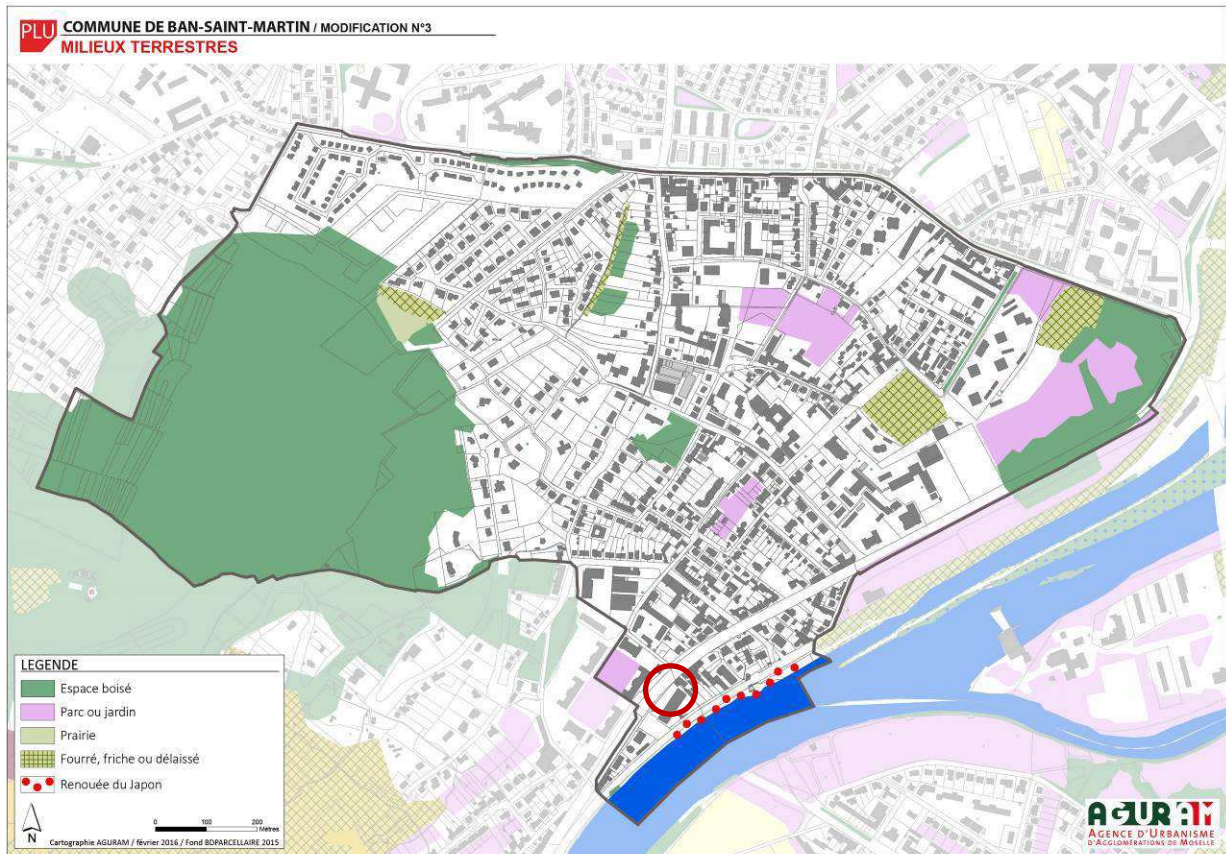 PLU COMMUNE DE BAN-SAINT-MARTIN / MODIFICATION N°3
MILIEUX TERRESTRES
LEGENDE
Espace boisé
Parc ou jardin
Prairie
Fourré, friche ou délaissé
Renouée du Japon
0 100 200
Mètres
N
Cartographie AGURAM / février 2016 / Fond BDPARCELLAIRE 2015
AGURAM
AGENCE D'URBANISME
D'AGGLOMÉRATIONS DE MOSELLE